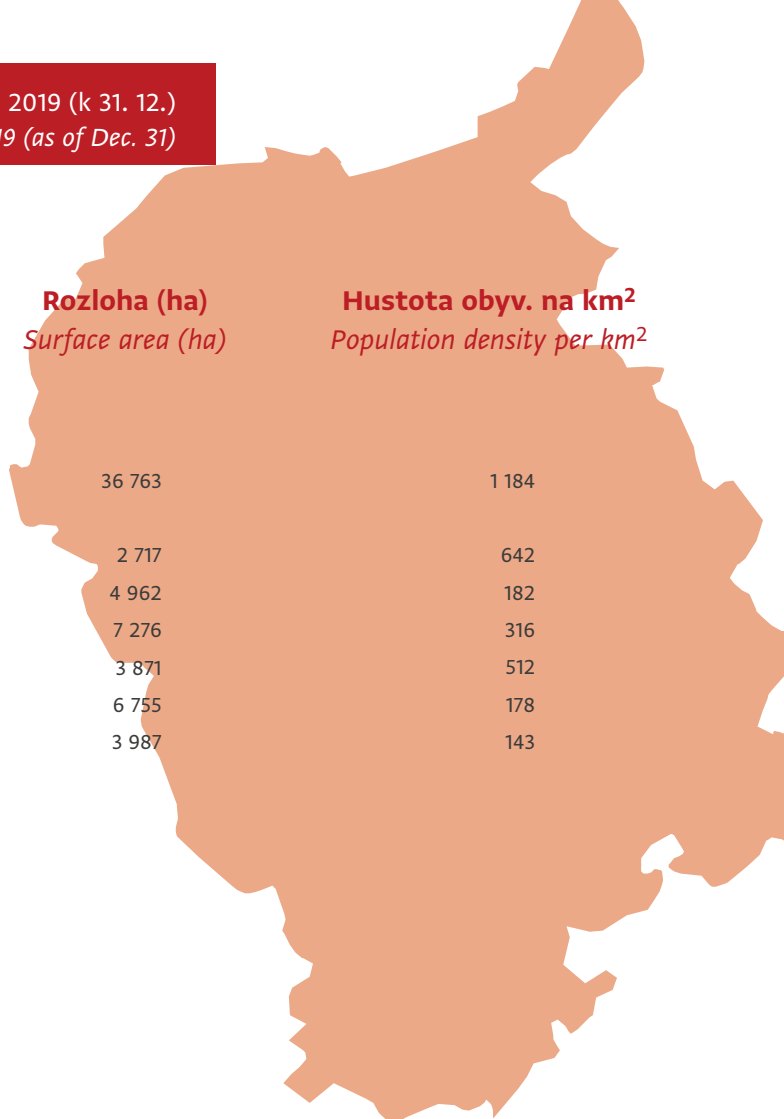 2019 (k 31. 12.)
19 (as of Dec. 31)
Rozloha (ha) Hustota obyv. na km²
Surface area (ha) Population density per km²
36 763 1 184
2 717 642
4 962 182
7 276 316
3 871 512
6 755 178
3 987 143